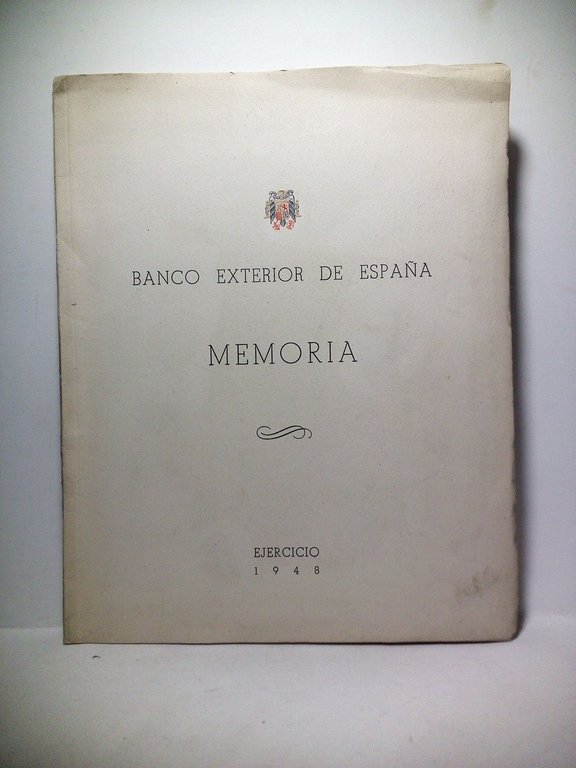 BANCO EXTERIOR DE ESPAÑA
MEMORIA
EJERCICIO
1948